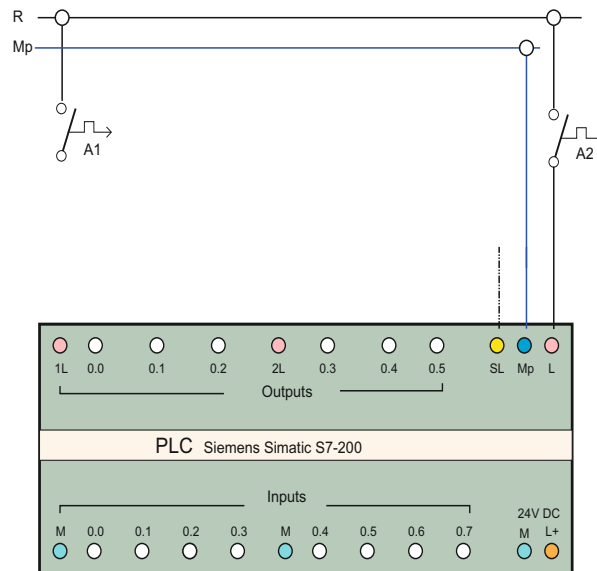 R
Mp
A1
A2
1L 0.0 0.1 0.2 2L 0.3 0.4 0.5 SL Mp L
Outputs
PLC Siemens Simatic S7-200
Inputs
24V DC
M 0.0 0.1 0.2 0.3 M 0.4 0.5 0.6 0.7 M L+